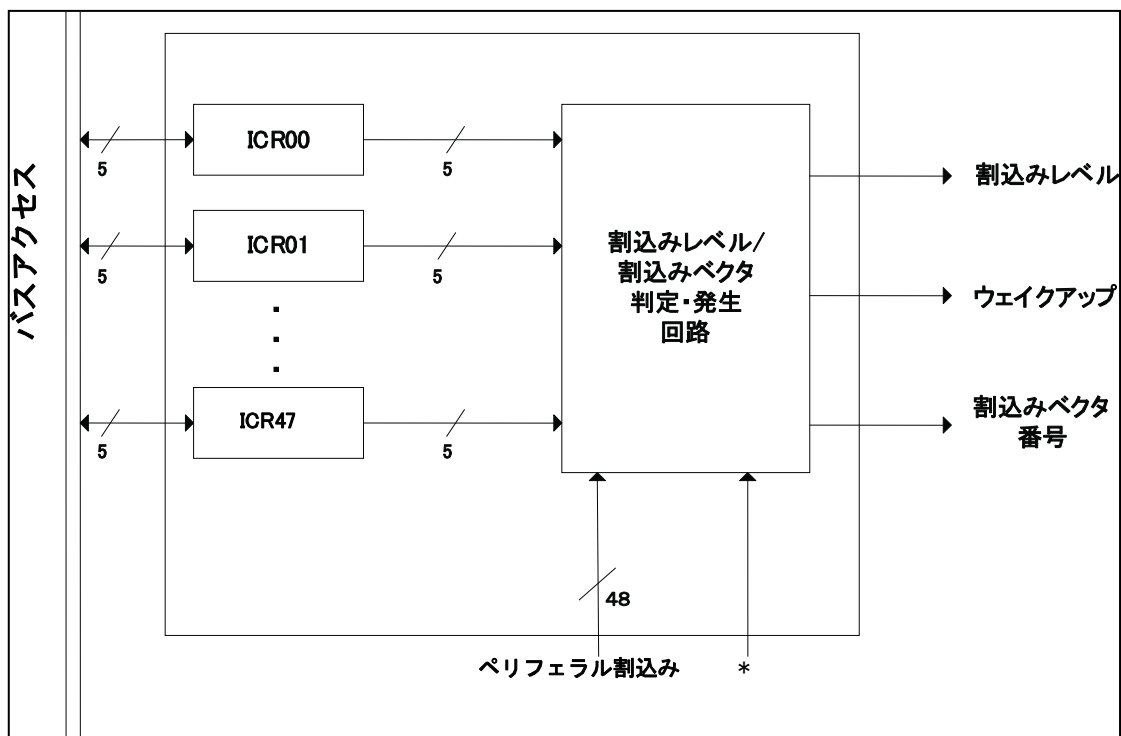 バスアクセス
ICR00
5
5
ICR01
5
5
ICR47
5
5
割込みレベル/
割込みベクタ
判定・発生
回路
割込みレベル
ウェイクアップ
割込みベクタ
番号
48
ペリフェラル割込み
*